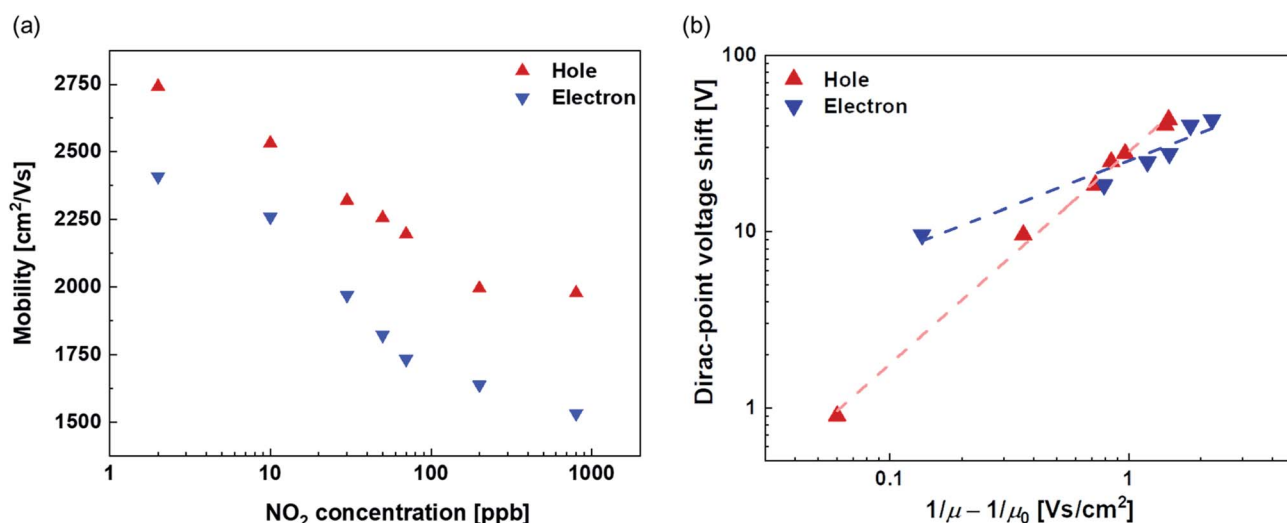 (a)
2750
2500
2250
2000
1750
1500
Mobility [cm²/Vs]
Hole
Electron
1
10
100
1000
NO₂ concentration [ppb]
(b)
100
10
1
Dirac-point voltage shift [V]
Hole
Electron
0.1
1
1/μ – 1/μ₀ [Vs/cm²]